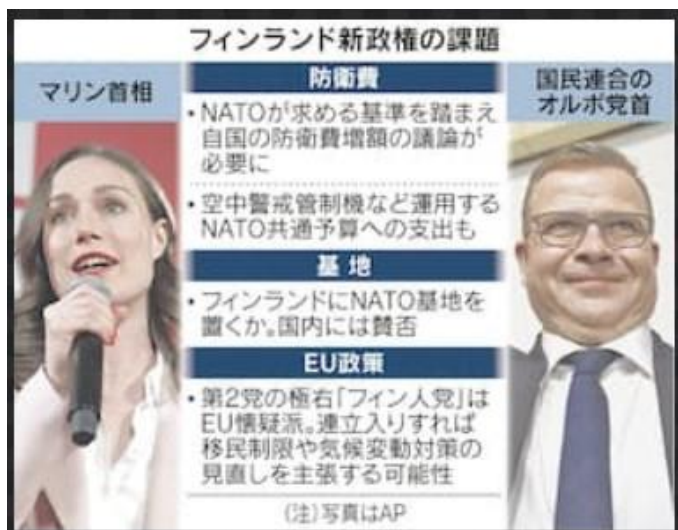 フィンランド新政権の課題
マリン首相
防衛費
国民連合の
オルポ党首
・NATOが求める基準を踏まえ
自国の防衛費増額の議論が
必要に
・空中警戒管制機など運用する
NATO共通予算への支出も
基地
・フィンランドにNATO基地を
置くか。国内には賛否
EU政策
・第2党の極右「フィン人党」は
EU懐疑派。連立入りすれば
移民制限や気候変動対策の
見直しを主張する可能性
(注)写真はAP